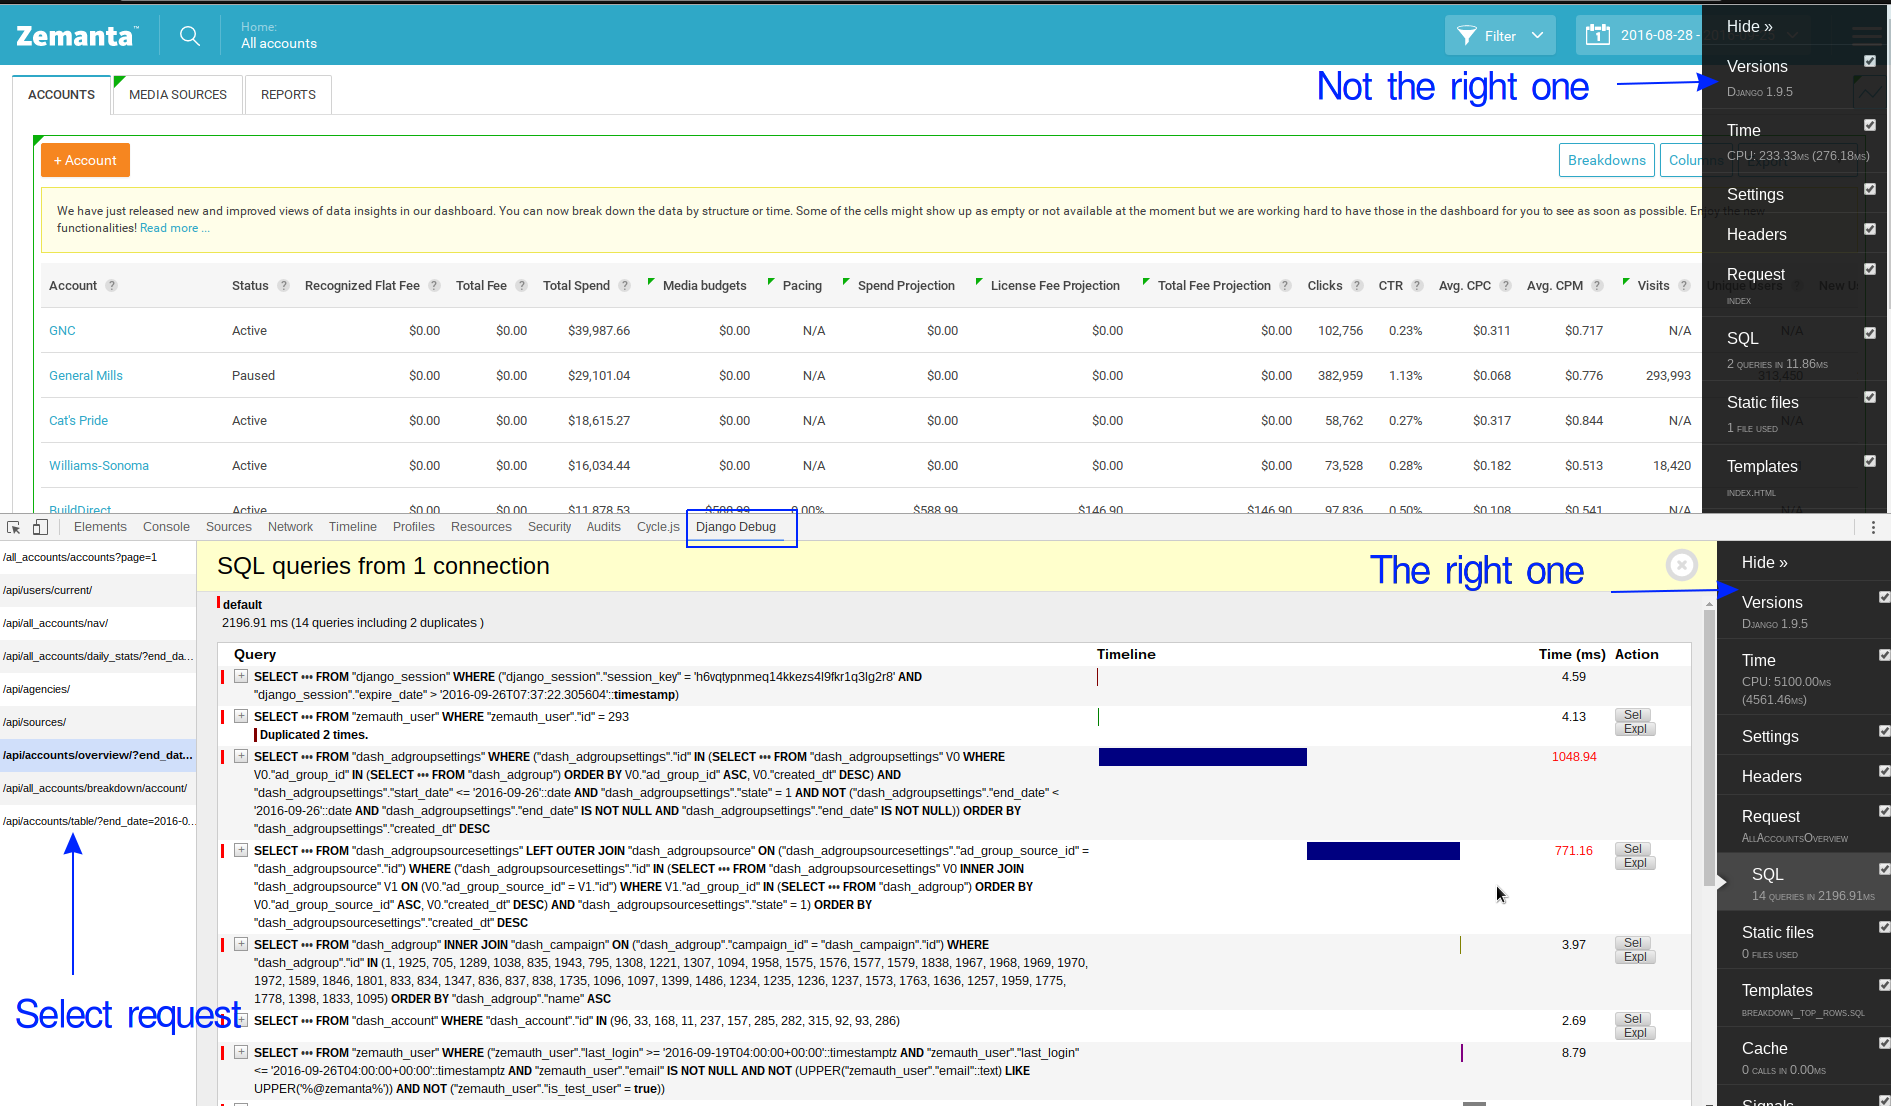 Zemanta™
Home:
All accounts
Filter
1 2016-08-28 -
Hide »
Versions
Django 1.9.5
Not the right one
ACCOUNTS MEDIA SOURCES REPORTS
Time
CPU: 233.33ms (276.18ms)
+ Account
Breakdowns
Settings
We have just released new and improved views of data insights in our dashboard. You can now break down the data by structure or time. Some of the cells might show up as empty or not available at the moment but we are working hard to have those in the dashboard for you to see as soon as possible. Enjoy the new
functionalities! Read more ...
Headers
Request
index
Account ? Status ? Recognized Flat Fee ? Total Fee ? Total Spend ? Media budgets Pacing Spend Projection License Fee Projection Total Fee Projection ? Clicks ? CTR ? Avg. CPC ? Avg. CPM ? Visits ? Unique Users New
GNC Active $0.00 $0.00 $39,987.66 $0.00 N/A $0.00 $0.00 $0.00 102,756 0.23% $0.311 $0.717 N/A N/A
SQL
2 queries in 11.86ms
General Mills Paused $0.00 $0.00 $29,101.04 $0.00 N/A $0.00 $0.00 $0.00 382,959 1.13% $0.068 $0.776 293,993
Static files
1 file used
Cat's Pride Active $0.00 $0.00 $18,615.27 $0.00 N/A $0.00 $0.00 $0.00 58,762 0.27% $0.317 $0.844 N/A N/A
Williams-Sonoma Active $0.00 $0.00 $16,034.44 $0.00 N/A $0.00 $0.00 $0.00 73,528 0.28% $0.182 $0.513 18,420
Templates
index.html
BuildDirect Active $0.00 $0.00 $11,878.53 $588.99 0.00% $588.99 $146.90 $146.90 97,836 0.50% $0.108 $0.541 N/A N/A
Elements Console Sources Network Timeline Profiles Resources Security Audits Cycle.js Django Debug
/all_accounts/accounts?page=1
/api/users/current/
/api/all_accounts/nav/
/api/all_accounts/daily_stats/?end_da...
/api/agencies/
/api/sources/
/api/accounts/overview/?end_dat...
/api/all_accounts/breakdown/account/
/api/accounts/table/?end_date=2016-0...
Select request
SQL queries from 1 connection
The right one
default
2196.91 ms (14 queries including 2 duplicates )
Query Timeline Time (ms) Action
SELECT ••• FROM "django_session" WHERE ("django_session"."session_key" = 'h6vqtypnmeq14kkezs4l9fkr1q3lg2r8' AND
"django_session"."expire_date" > '2016-09-26T07:37:22.305604'::timestamp)
4.59
SELECT ••• FROM "zemauth_user" WHERE "zemauth_user"."id" = 293
Duplicated 2 times.
4.13 Sel
Expl
SELECT ••• FROM "dash_adgroupsettings" WHERE ("dash_adgroupsettings"."id" IN (SELECT ••• FROM "dash_adgroupsettings" V0 WHERE
V0."ad_group_id" IN (SELECT ••• FROM "dash_adgroup") ORDER BY V0."ad_group_id" ASC, V0."created_dt" DESC) AND
"dash_adgroupsettings"."start_date" <= '2016-09-26'::date AND "dash_adgroupsettings"."state" = 1 AND NOT ("dash_adgroupsettings"."end_date" <
'2016-09-26'::date AND "dash_adgroupsettings"."end_date" IS NOT NULL AND "dash_adgroupsettings"."end_date" IS NOT NULL)) ORDER BY
"dash_adgroupsettings"."created_dt" DESC
1048.94
SELECT ••• FROM "dash_adgroupsourcesettings" LEFT OUTER JOIN "dash_adgroupsource" ON ("dash_adgroupsourcesettings"."ad_group_source_id" =
"dash_adgroupsource"."id") WHERE ("dash_adgroupsourcesettings"."id" IN (SELECT ••• FROM "dash_adgroupsourcesettings" V0 INNER JOIN
"dash_adgroupsource" V1 ON (V0."ad_group_source_id" = V1."id") WHERE V1."ad_group_id" IN (SELECT ••• FROM "dash_adgroup") ORDER BY
V0."ad_group_source_id" ASC, V0."created_dt" DESC) AND "dash_adgroupsourcesettings"."state" = 1) ORDER BY
"dash_adgroupsourcesettings"."created_dt" DESC
771.16 Sel
Expl
SELECT ••• FROM "dash_adgroup" INNER JOIN "dash_campaign" ON ("dash_adgroup"."campaign_id" = "dash_campaign"."id") WHERE
"dash_adgroup"."id" IN (1, 1925, 705, 1289, 1038, 835, 1943, 795, 1308, 1221, 1307, 1094, 1958, 1575, 1576, 1577, 1579, 1838, 1967, 1968, 1969, 1970,
1972, 1589, 1846, 1801, 833, 834, 1347, 836, 837, 838, 1735, 1096, 1097, 1399, 1486, 1234, 1235, 1236, 1237, 1573, 1763, 1636, 1257, 1959, 1775,
1778, 1398, 1833, 1095) ORDER BY "dash_adgroup"."name" ASC
3.97 Sel
Expl
SELECT ••• FROM "dash_account" WHERE "dash_account"."id" IN (96, 33, 168, 11, 237, 157, 285, 282, 315, 92, 93, 286)
2.69 Sel
Expl
SELECT ••• FROM "zemauth_user" WHERE ("zemauth_user"."last_login" >= '2016-09-19T04:00:00+00:00'::timestamptz AND "zemauth_user"."last_login"
<= '2016-09-26T04:00:00+00:00'::timestamptz AND "zemauth_user"."email" IS NOT NULL AND NOT (UPPER("zemauth_user"."email"::text) LIKE
UPPER('%@zemanta%')) AND NOT ("zemauth_user"."is_test_user" = true))
8.79
Hide »
Versions
Django 1.9.5
Time
CPU: 5100.00ms
(4561.46ms)
Settings
Headers
Request
AllAccountsOverview
SQL
14 queries in 2196.91ms
Static files
0 files used
Templates
breakdown_top_rows.sql
Cache
0 calls in 0.00ms
Signals